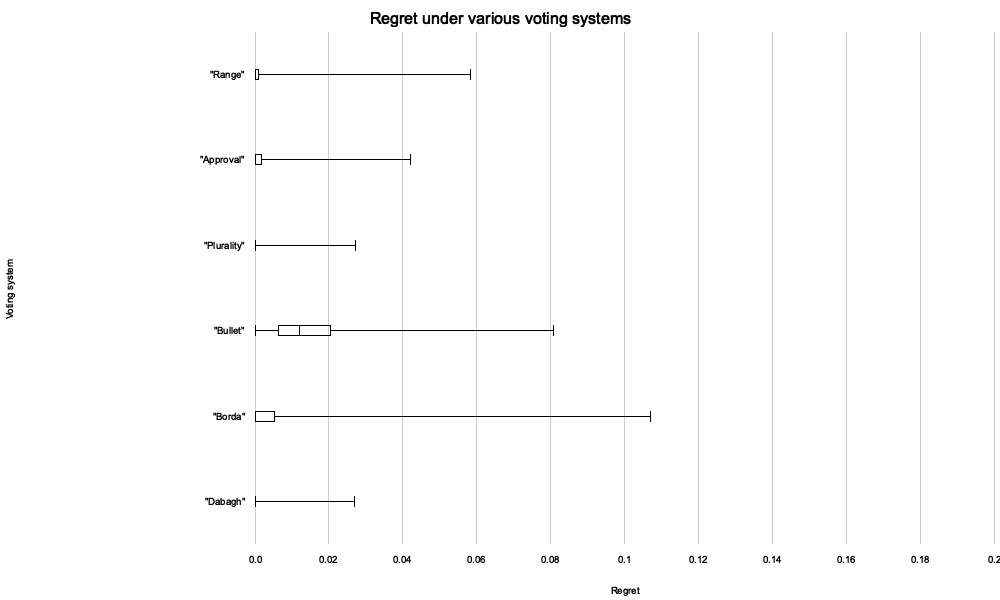 Regret under various voting systems
"Range"
"Approval"
"Plurality"
Voting system
"Bullet"
"Borda"
"Dabagh"
0.0 0.02 0.04 0.06 0.08 0.1 0.12 0.14 0.16 0.18 0.2
Regret